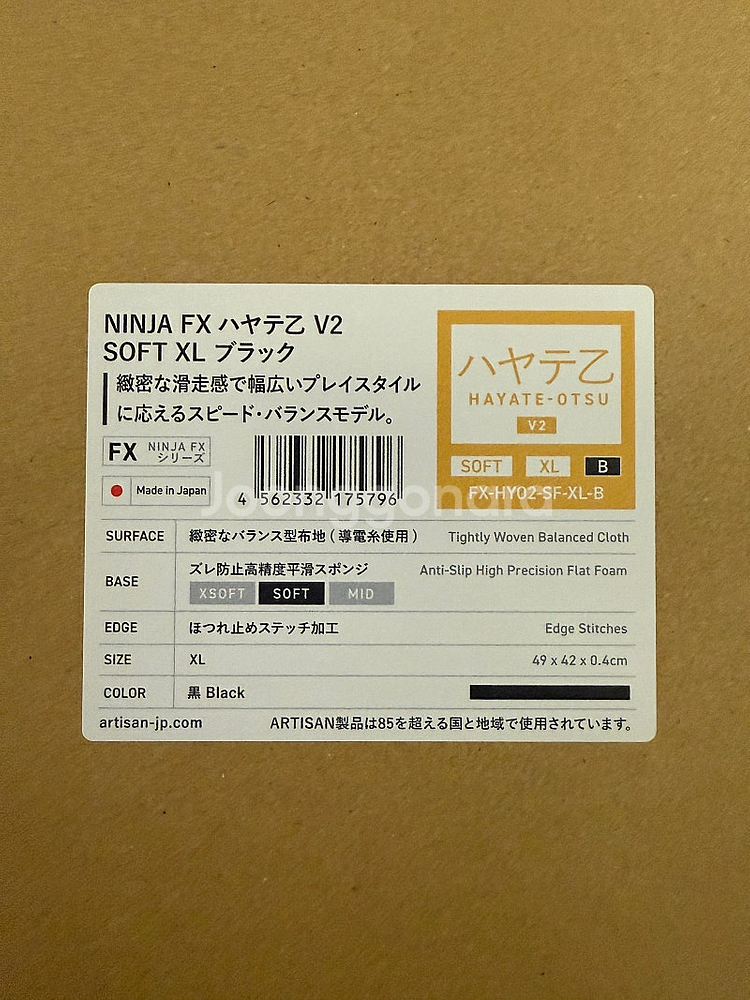 NINJA FX ハヤテ乙 V2
SOFT XL ブラック
緻密な滑走感で幅広いプレイスタイル
に応えるスピード・バランスモデル。
FX NINJA FX シリーズ
Made in Japan
4 562332 175796
ハヤテ乙
HAYATE-OTSU
V2
SOFT XL B
FX-HY02-SF-XL-B
Joonggonara
SURFACE 緻密なバランス型布地 ( 導電糸使用 ) Tightly Woven Balanced Cloth
BASE ズレ防止高精度平滑スポンジ Anti-Slip High Precision Flat Foam
XSOFT SOFT MID
EDGE ほつれ止めステッチ加工 Edge Stitches
SIZE XL 49 x 42 x 0.4cm
COLOR 黒 Black
artisan-jp.com ARTISAN製品は85を超える国と地域で使用されています。